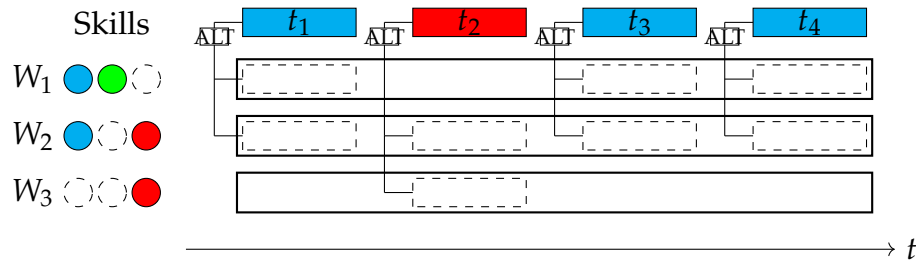 Skills t₁ t₂ t₃ t₄
ALT ALT ALT ALT
W₁
W₂
W₃
t